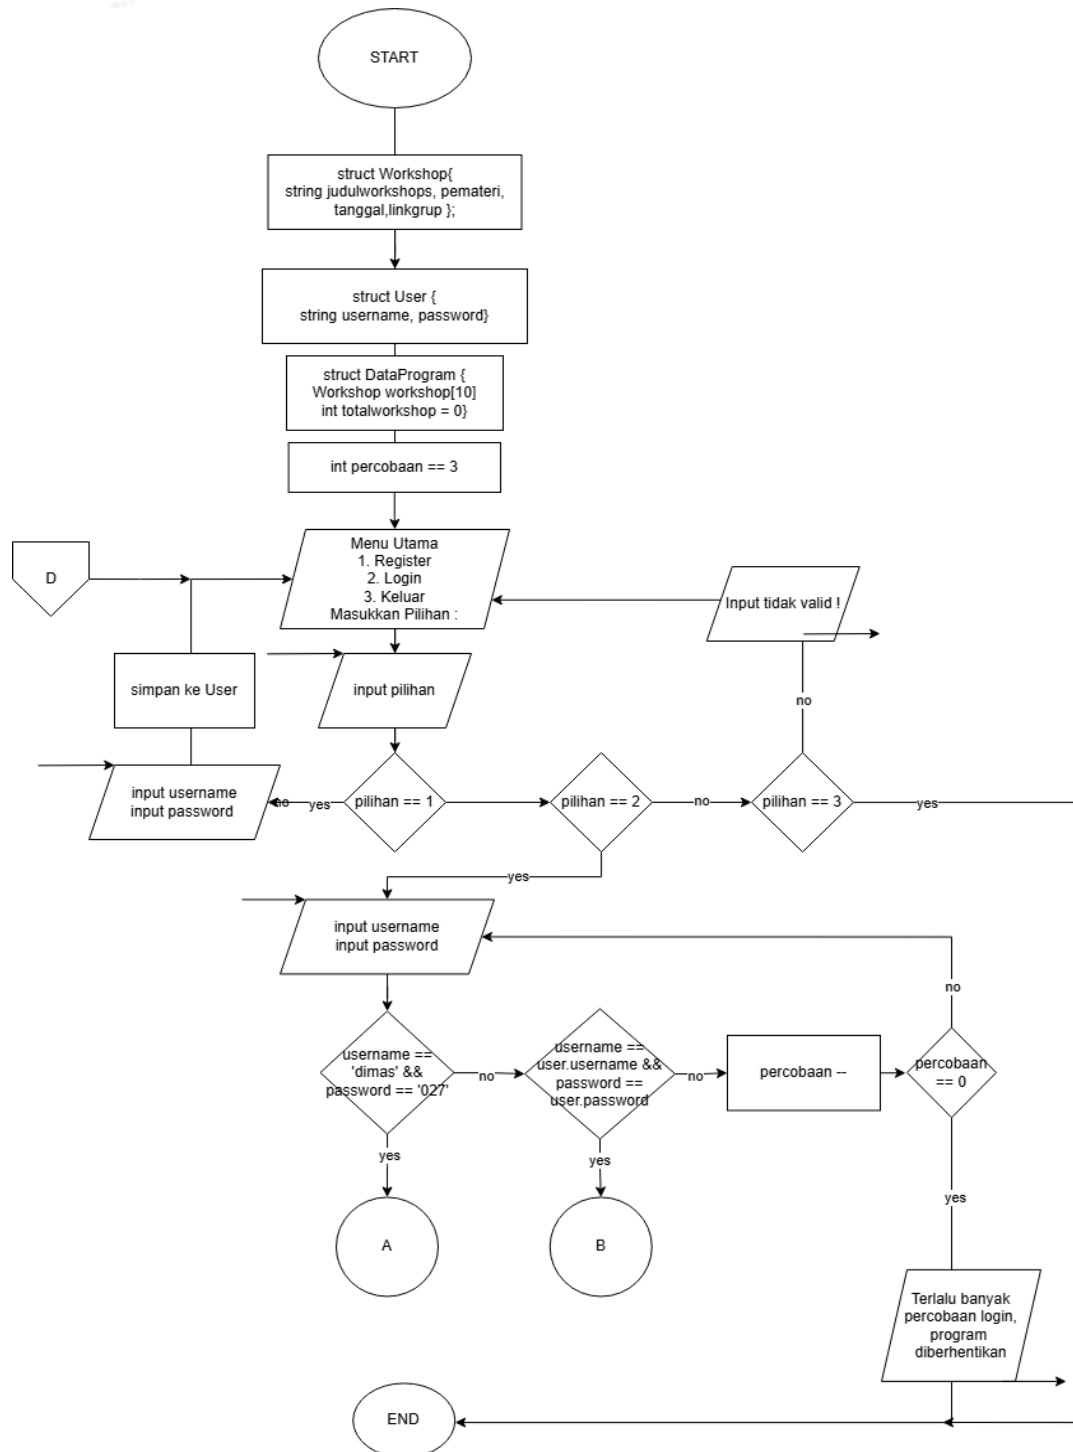 START
struct Workshop{
string judulworkshops, pemateri,
tanggal,linkgrup };
struct User {
string username, password}
struct DataProgram {
Workshop workshop[10]
int totalworkshop = 0}
int percobaan == 3
Menu Utama
1. Register
2. Login
3. Keluar
Masukkan Pilihan :
D
Input tidak valid !
simpan ke User
input pilihan
no
input username
input password
no
yes
pilihan == 1
pilihan == 2
no
pilihan == 3
yes
yes
input username
input password
no
username ==
'dimas' &&
password == '027'
no
username ==
user.username &&
password ==
user.password
no
percobaan --
percobaan
== 0
yes
yes
yes
A
B
Terlalu banyak
percobaan login,
program
diberhentikan
END